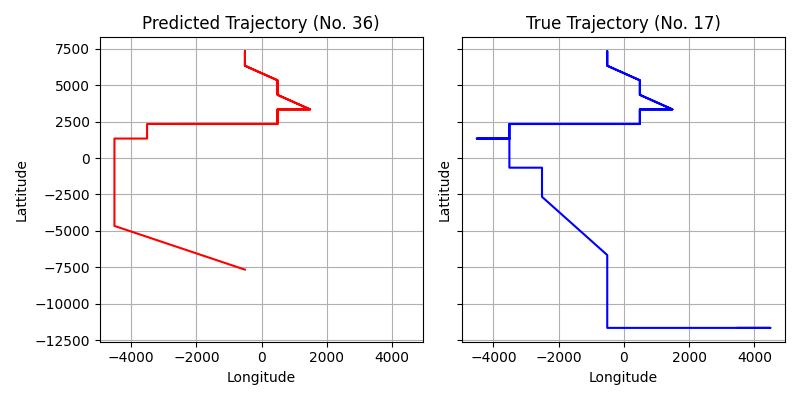 Predicted Trajectory (No. 36)
True Trajectory (No. 17)
7500
5000
2500
0
−2500
−5000
−7500
−10000
−12500
Lattitude
Lattitude
−4000 −2000 0 2000 4000
−4000 −2000 0 2000 4000
Longitude
Longitude